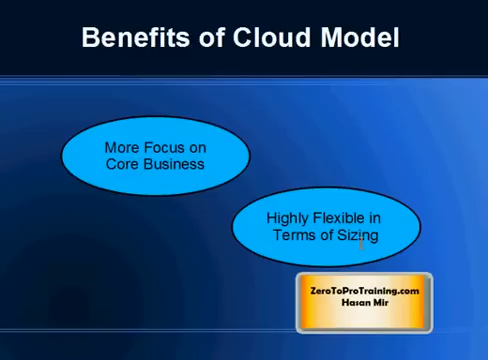 Benefits of Cloud Model
More Focus on
Core Business
Highly Flexible in
Terms of Sizing
ZeroToProTraining.com
Hasan Mir